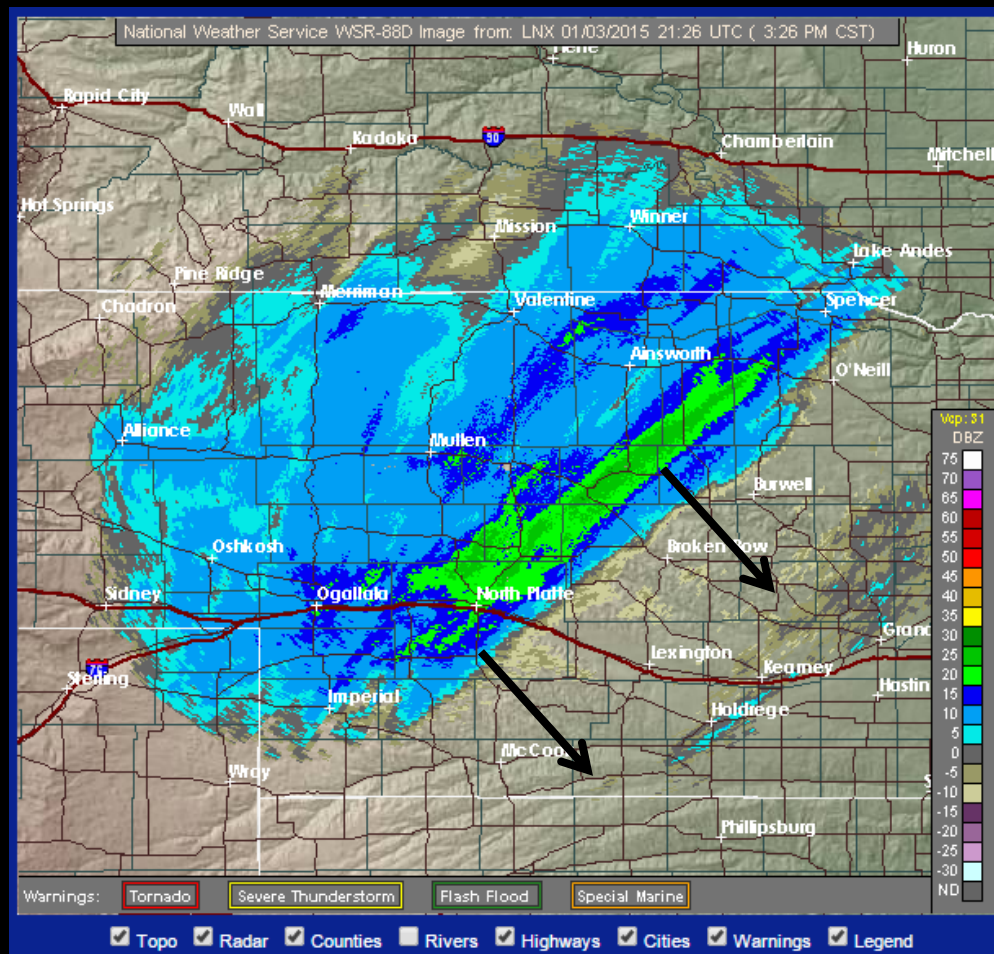 National Weather Service WSR-88D Image from: LNX 01/03/2015 21:26 UTC ( 3:26 PM CST)
Huron
Rapid City
Wall
Kadoka
90
Chamberlain
Mitchell
Hot Springs
Mission
Winner
Lake Andes
Pine Ridge
Merriman
Valentine
Spencer
Chadron
Ainsworth
O'Neill
Alliance
Mullen
Burwell
Oshkosh
Broken Bow
Sidney
Ogallala
North Platte
Grand
Lexington
Kearney
76
Sterling
Imperial
Hastin
Holdrege
McCook
Wray
Phillipsburg
Vcp: 31
DBZ
75
70
65
60
55
50
45
40
35
30
25
20
15
10
5
0
-5
-10
-15
-20
-25
-30
ND
Warnings: Tornado Severe Thunderstorm Flash Flood Special Marine
Topo Radar Counties Rivers Highways Cities Warnings Legend